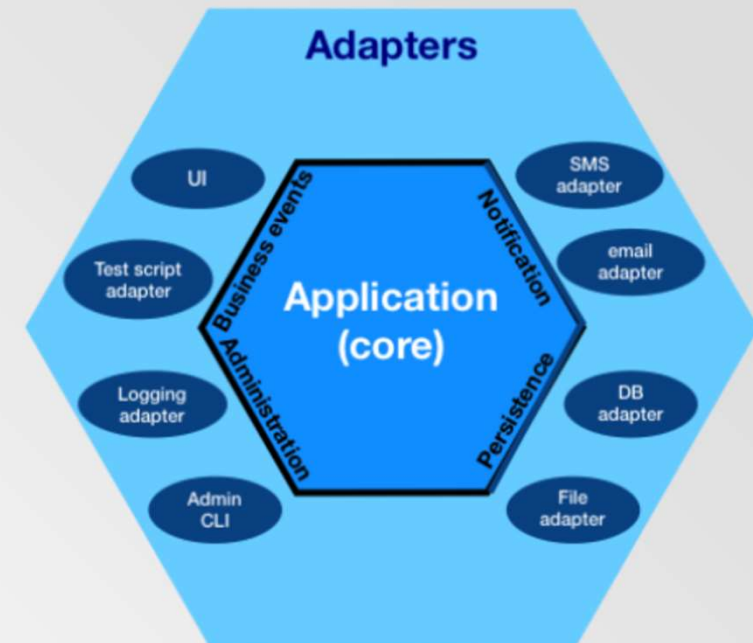 Adapters
UI
Test script
adapter
Logging
adapter
Admin
CLI
Business events
Administration
Application
(core)
Notification
Persistence
SMS
adapter
email
adapter
DB
adapter
File
adapter